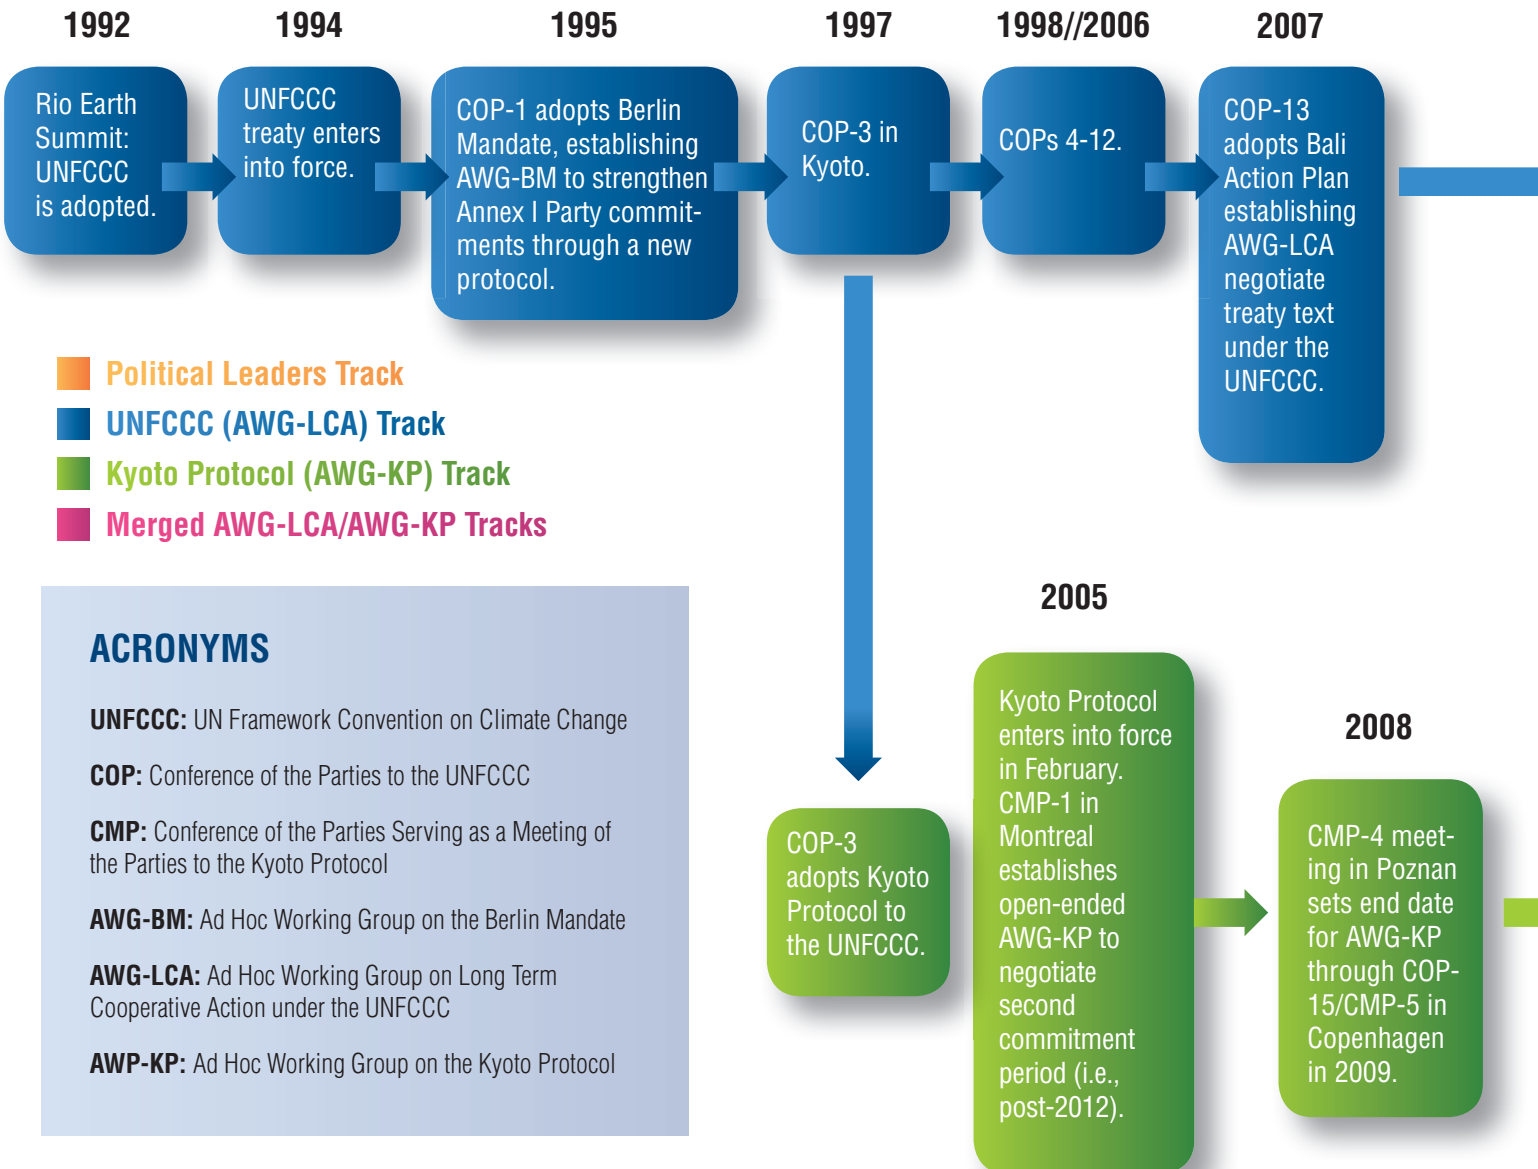 1992
Rio Earth
Summit:
UNFCCC
is adopted.
1994
UNFCCC
treaty enters
into force.
1995
COP-1 adopts Berlin
Mandate, establishing
AWG-BM to strengthen
Annex I Party commit-
ments through a new
protocol.
1997
COP-3 in
Kyoto.
1998//2006
COPs 4-12.
2007
COP-13
adopts Bali
Action Plan
establishing
AWG-LCA
negotiate
treaty text
under the
UNFCCC.
Political Leaders Track
UNFCCC (AWG-LCA) Track
Kyoto Protocol (AWG-KP) Track
Merged AWG-LCA/AWG-KP Tracks
ACRONYMS
UNFCCC: UN Framework Convention on Climate Change
COP: Conference of the Parties to the UNFCCC
CMP: Conference of the Parties Serving as a Meeting of
the Parties to the Kyoto Protocol
AWG-BM: Ad Hoc Working Group on the Berlin Mandate
AWG-LCA: Ad Hoc Working Group on Long Term
Cooperative Action under the UNFCCC
AWP-KP: Ad Hoc Working Group on the Kyoto Protocol
COP-3
adopts Kyoto
Protocol to
the UNFCCC.
2005
Kyoto Protocol
enters into force
in February.
CMP-1 in
Montreal
establishes
open-ended
AWG-KP to
negotiate
second
commitment
period (i.e.,
post-2012).
2008
CMP-4 meet-
ing in Poznan
sets end date
for AWG-KP
through COP-
15/CMP-5 in
Copenhagen
in 2009.